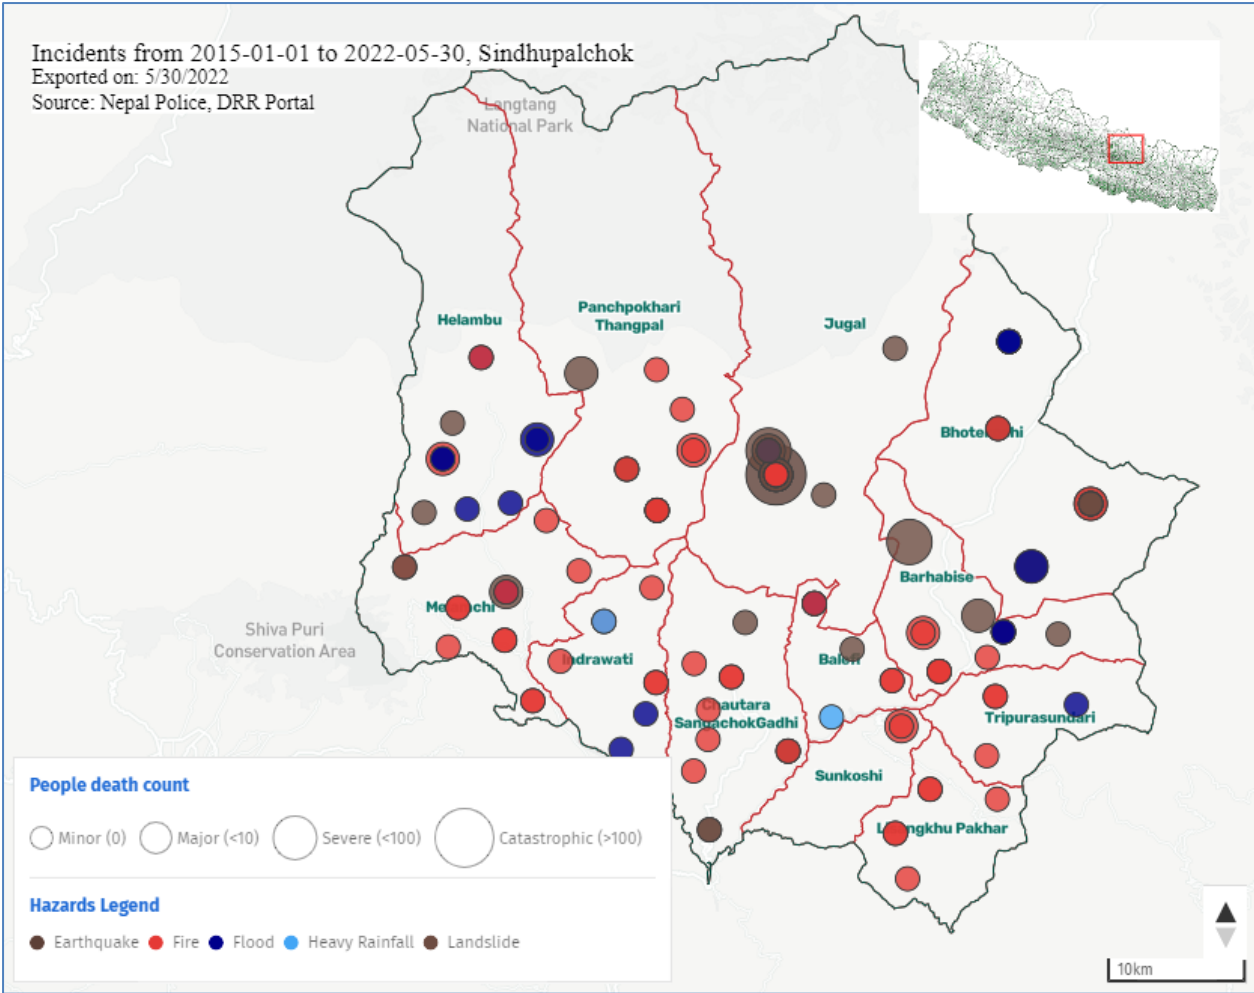 Incidents from 2015-01-01 to 2022-05-30, Sindhupalchok
Exported on: 5/30/2022
Source: Nepal Police, DRR Portal
Langtang
National Park
Helambu
Panchpokhari
Thangpal
Jugal
Barhabise
Shiva Puri
Conservation Area
Indrawati
Chautara
SangachokGadhi
Tripurasundari
Sunkoshi
Pakhar
People death count
Minor (0)
Major (<10)
Severe (<100)
Catastrophic (>100)
Hazards Legend
Earthquake
Fire
Flood
Heavy Rainfall
Landslide
10km